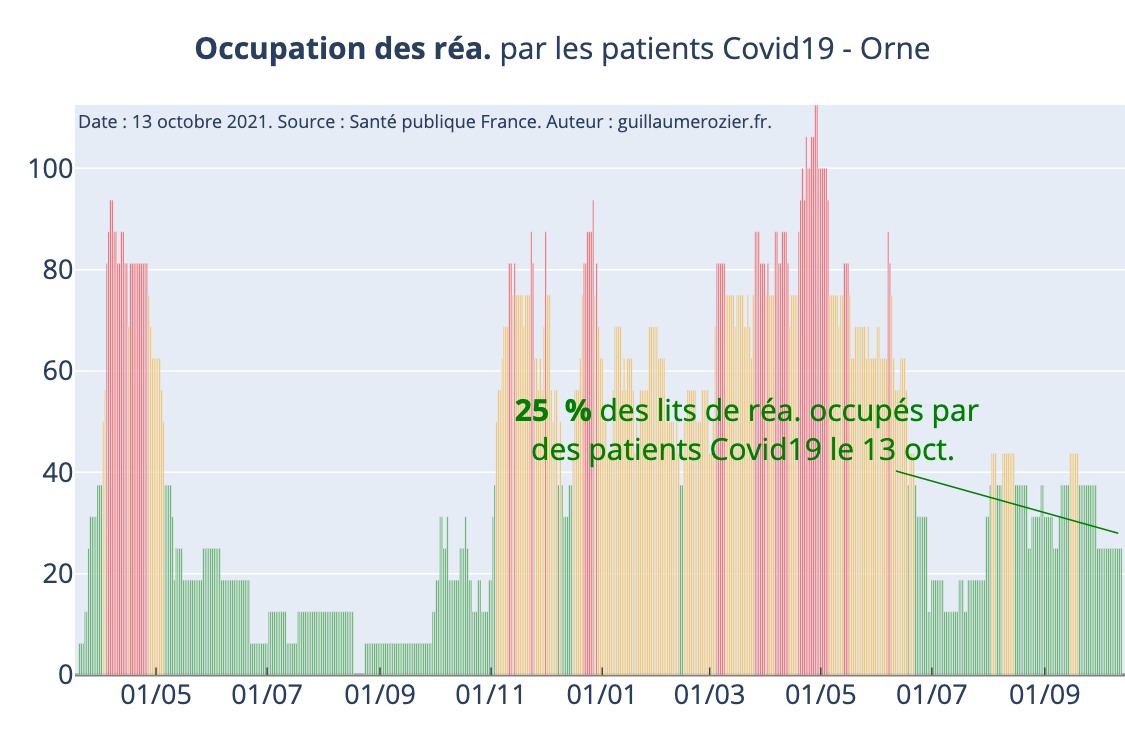 Occupation des réa. par les patients Covid19 - Orne
Date : 13 octobre 2021. Source : Santé publique France. Auteur : guillaumerozier.fr.
100
80
60
25 % des lits de réa. occupés par
des patients Covid19 le 13 oct.
40
20
0
01/05 01/07 01/09 01/11 01/01 01/03 01/05 01/07 01/09